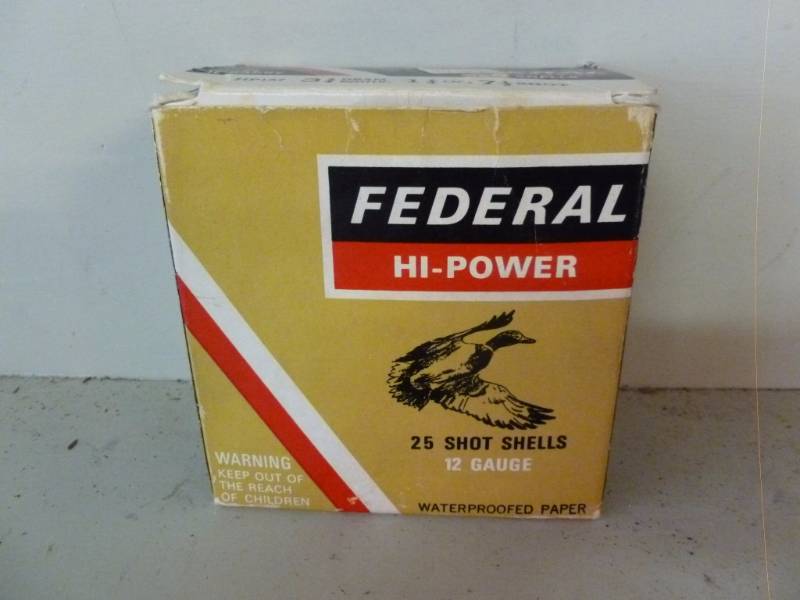 FEDERAL
HI-POWER
25 SHOT SHELLS
12 GAUGE
WARNING
KEEP OUT OF
THE REACH
OF CHILDREN
WATERPROOFED PAPER